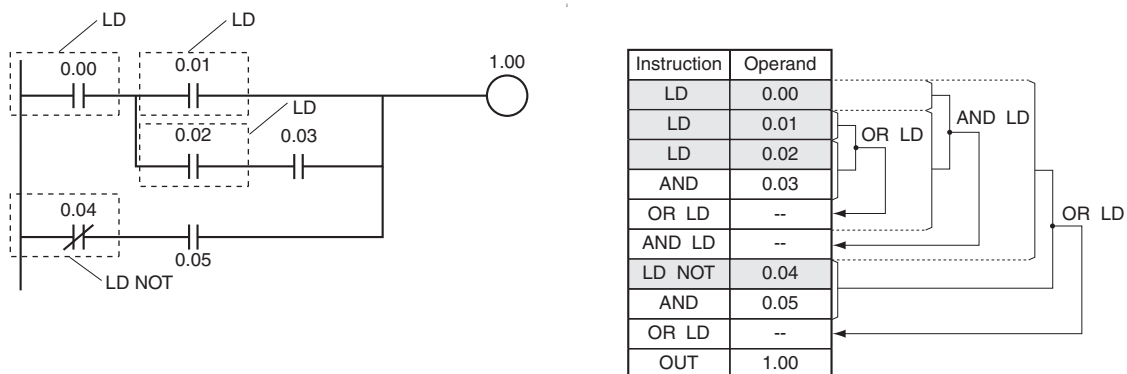 LD LD
0.00 0.01 1.00
LD
0.02 0.03
0.04
0.05
LD NOT
Instruction Operand
LD 0.00
LD 0.01
LD 0.02
AND 0.03
OR LD --
AND LD --
LD NOT 0.04
AND 0.05
OR LD --
OUT 1.00
OR LD
AND LD
OR LD